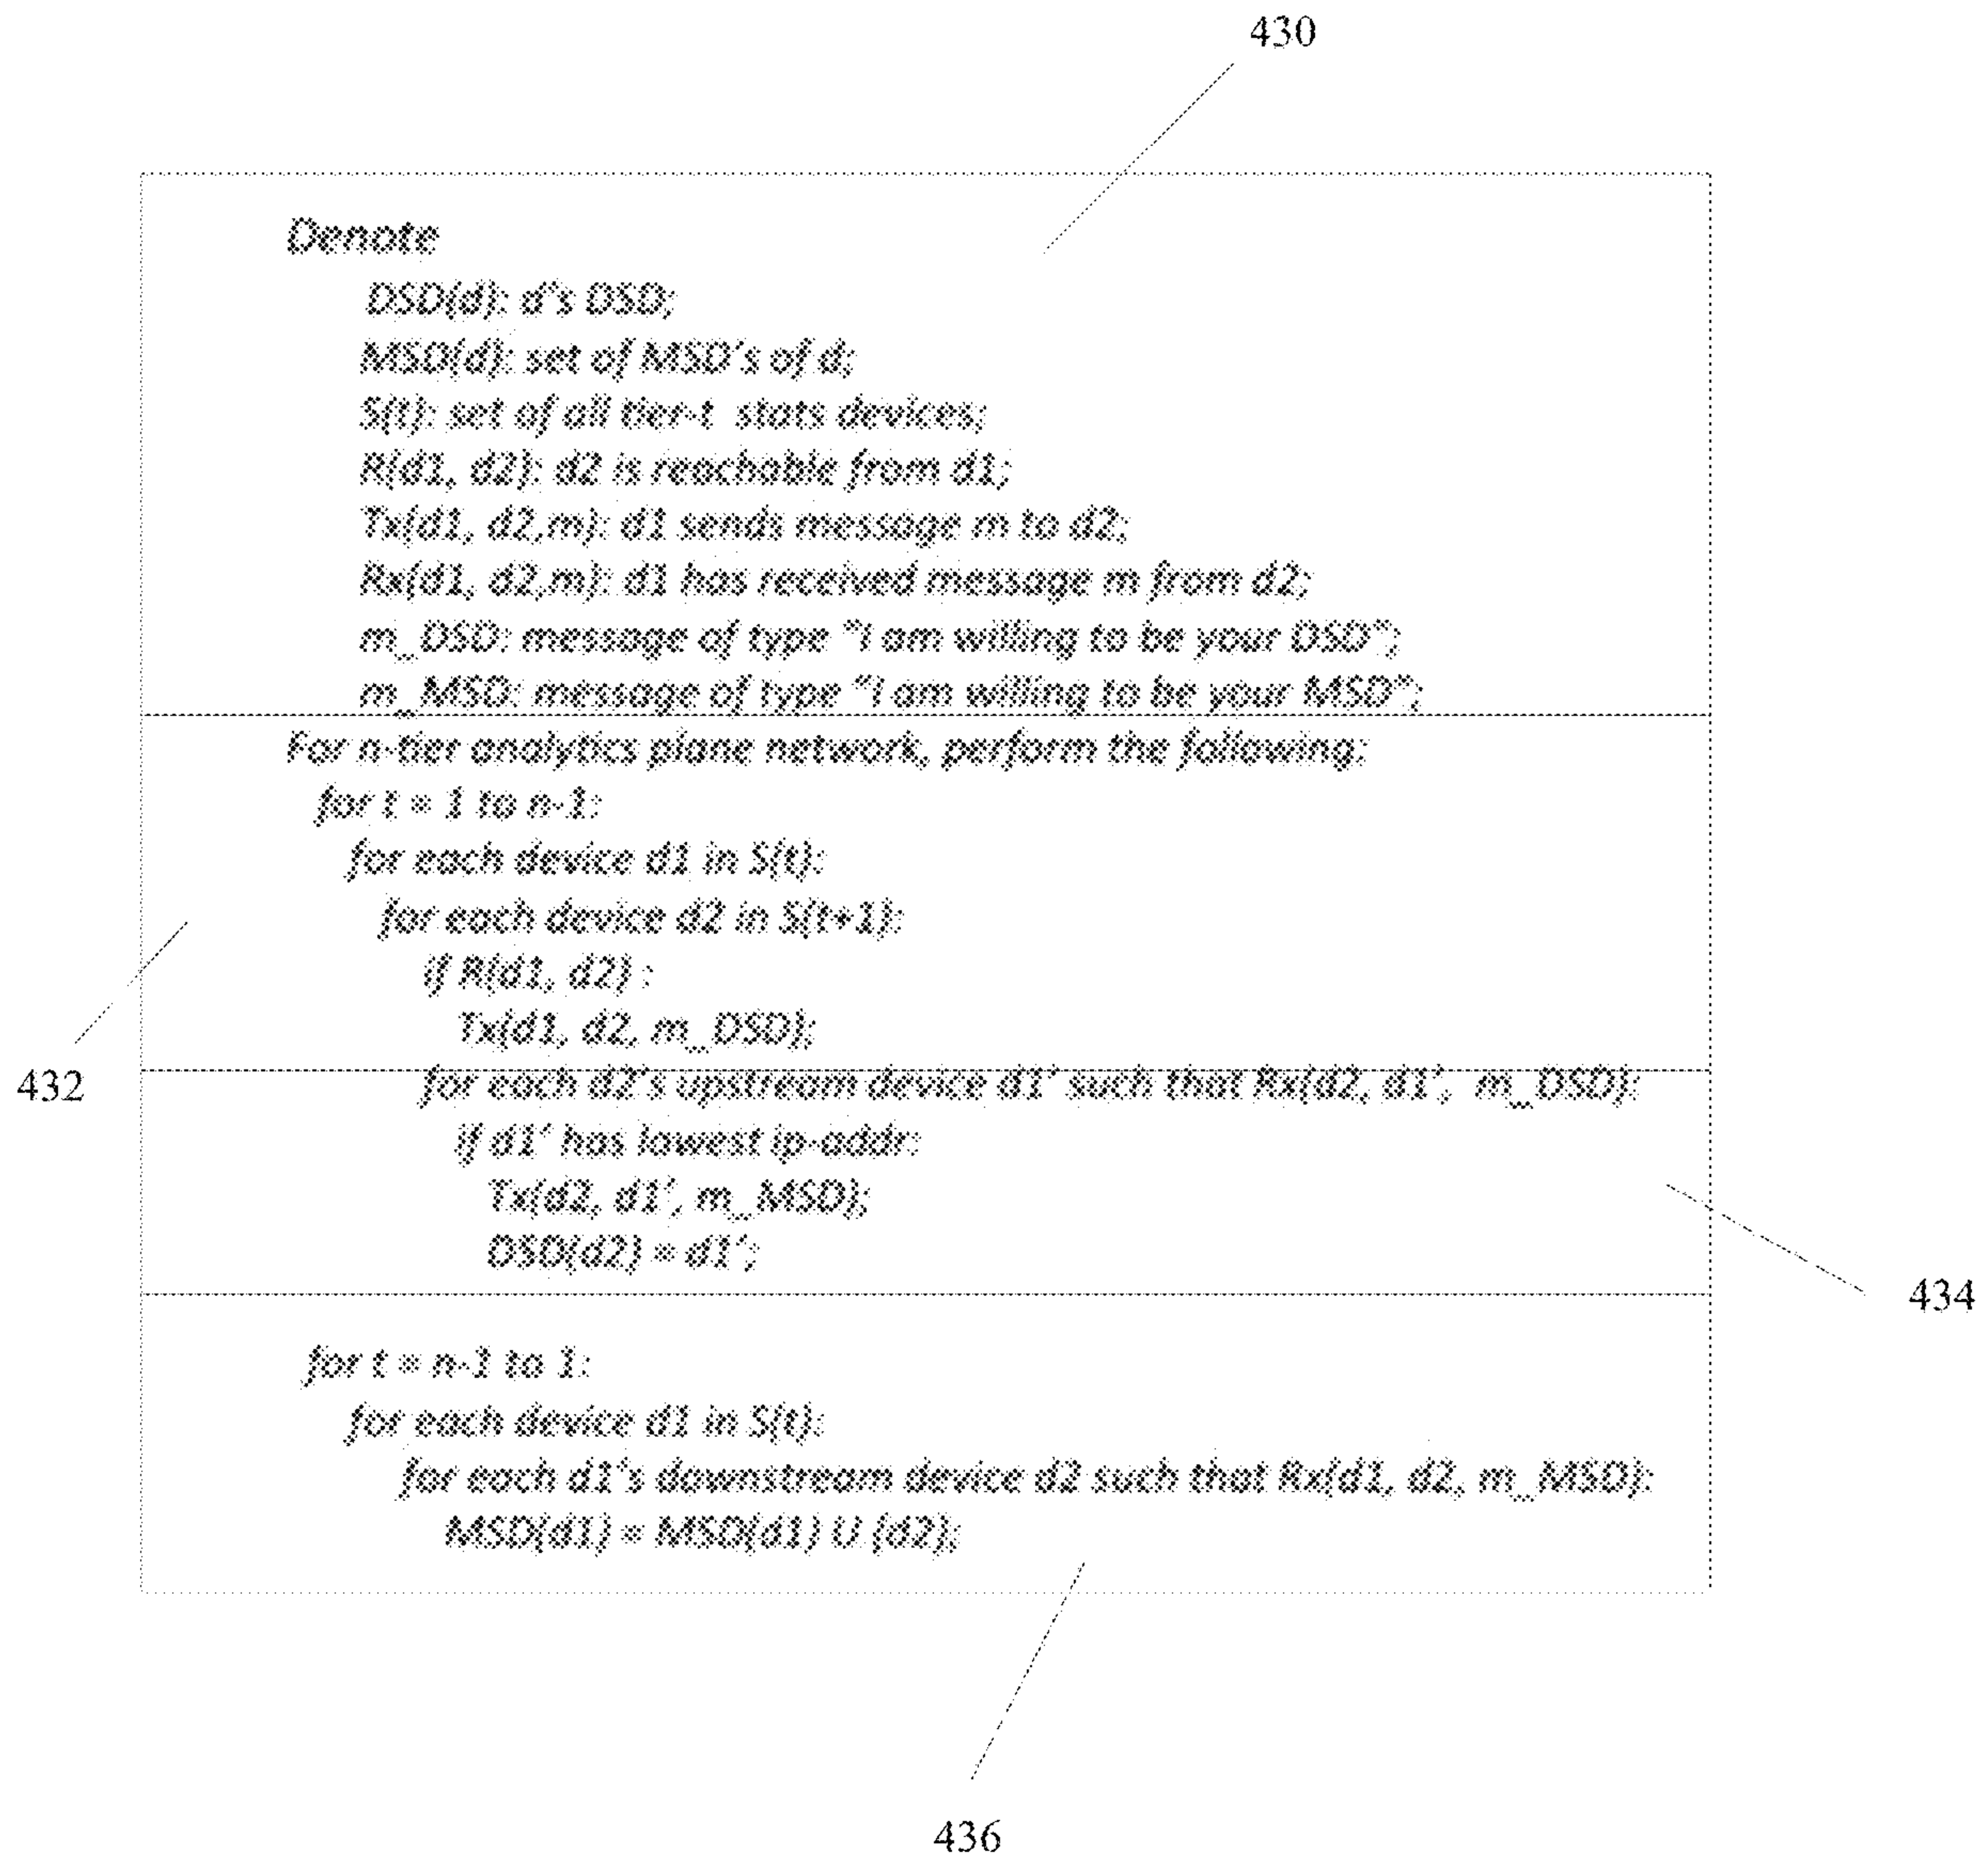 430
Denote
DSD(d): d's DSD;
MSD(d): set of MSD's of d;
S(t): set of all tier-t stats devices;
R(d1, d2): d2 is reachable from d1;
Tx(d1, d2,m): d1 sends message m to d2;
Rx(d1, d2,m): d1 has received message m from d2;
m_DSD: message of type "I am willing to be your DSD";
m_MSD: message of type "I am willing to be your MSD";
For n-tier analytics plane network, perform the following:
for t = 1 to n-1:
for each device d1 in S(t):
for each device d2 in S(t+1):
if R(d1, d2) :
Tx(d1, d2, m_DSD);
432
for each d2's upstream device d1' such that Rx(d2, d1', m_DSD):
if d1' has lowest ip-addr:
Tx(d2, d1', m_MSD);
DSD(d2) = d1';
434
for t = n-1 to 1:
for each device d1 in S(t):
for each d1's downstream device d2 such that Rx(d1, d2, m_MSD):
MSD(d1) = MSD(d1) U {d2};
436